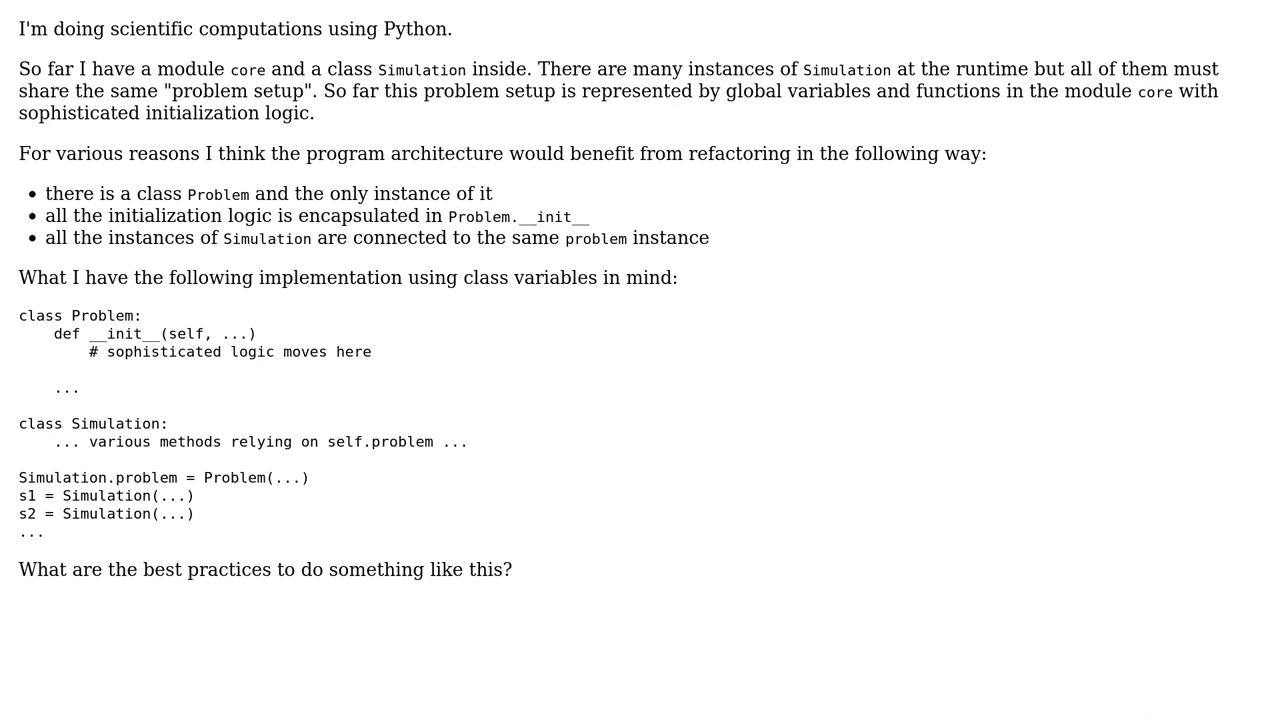 I'm doing scientific computations using Python.
So far I have a module core and a class Simulation inside. There are many instances of Simulation at the runtime but all of them must
share the same "problem setup". So far this problem setup is represented by global variables and functions in the module core with
sophisticated initialization logic.
For various reasons I think the program architecture would benefit from refactoring in the following way:
• there is a class Problem and the only instance of it
• all the initialization logic is encapsulated in Problem.__init__
• all the instances of Simulation are connected to the same problem instance
What I have the following implementation using class variables in mind:
class Problem:
    def __init__(self, ...)
        # sophisticated logic moves here
    ...
class Simulation:
    ... various methods relying on self.problem ...
Simulation.problem = Problem(...)
s1 = Simulation(...)
s2 = Simulation(...)
...
What are the best practices to do something like this?